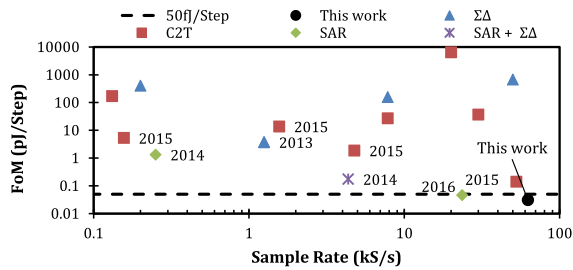 50fJ/Step This work ΣΔ
C2T SAR SAR + ΣΔ
FoM (pJ/Step)
10000
1000
100
10
1
0.1
0.01
2015
2014
2015
2013
2015
2014
2016
2015
This work
0.1 1 10 100
Sample Rate (kS/s)